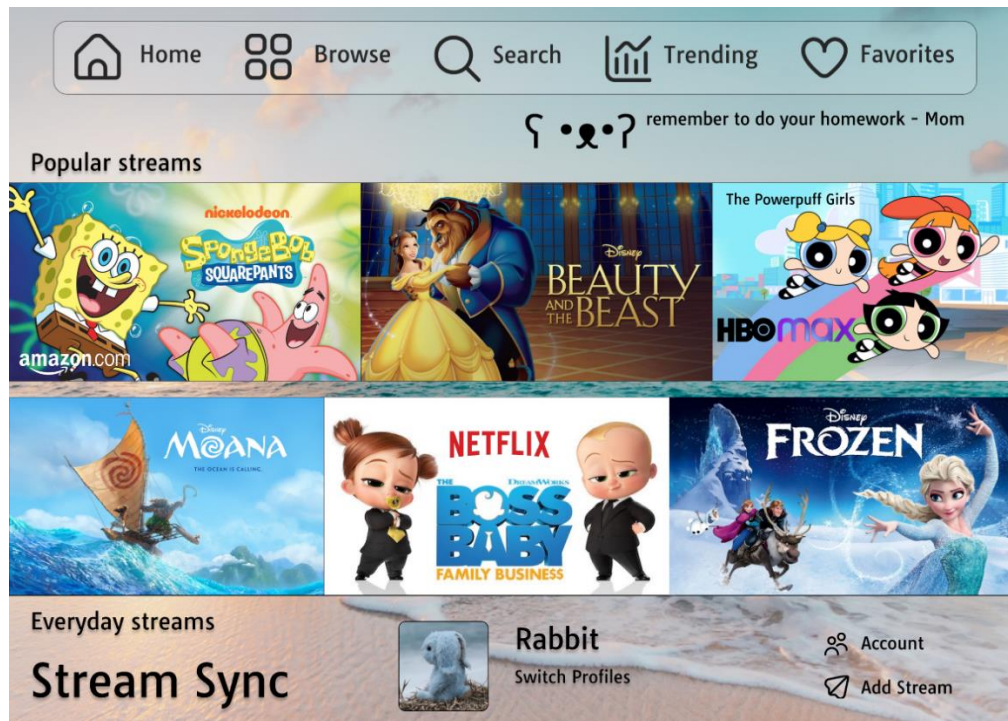 Home
Browse
Search
Trending
Favorites
ʕ •ᴥ•ʔ remember to do your homework - Mom
Popular streams
nickelodeon
SPONGEBOB
SQUAREPANTS
amazon.com
Disney
BEAUTY
AND THE BEAST
The Powerpuff Girls
HBOmax
Disney
MOANA
THE OCEAN IS CALLING.
NETFLIX
THE
DREAMWORKS
BOSS
BABY
FAMILY BUSINESS
Disney
FROZEN
Everyday streams
Stream Sync
Rabbit
Switch Profiles
Account
Add Stream